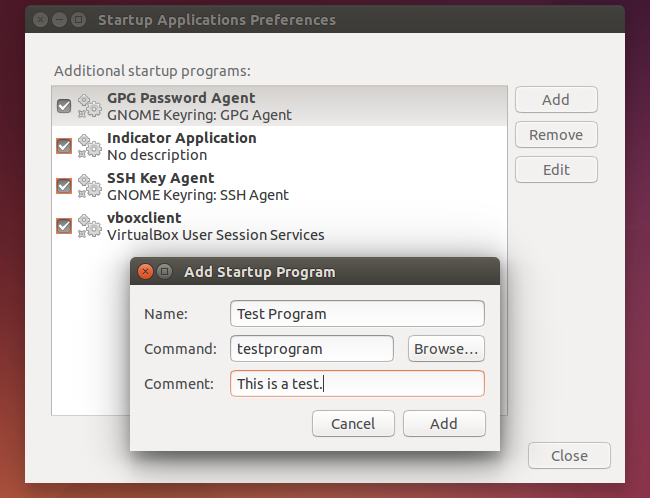 Startup Applications Preferences
Additional startup programs:
GPG Password Agent
GNOME Keyring: GPG Agent
Add
Indicator Application
No description
Remove
Edit
SSH Key Agent
GNOME Keyring: SSH Agent
vboxclient
VirtualBox User Session Services
Add Startup Program
Name: Test Program
Command: testprogram Browse...
Comment: This is a test.
Cancel Add
Close